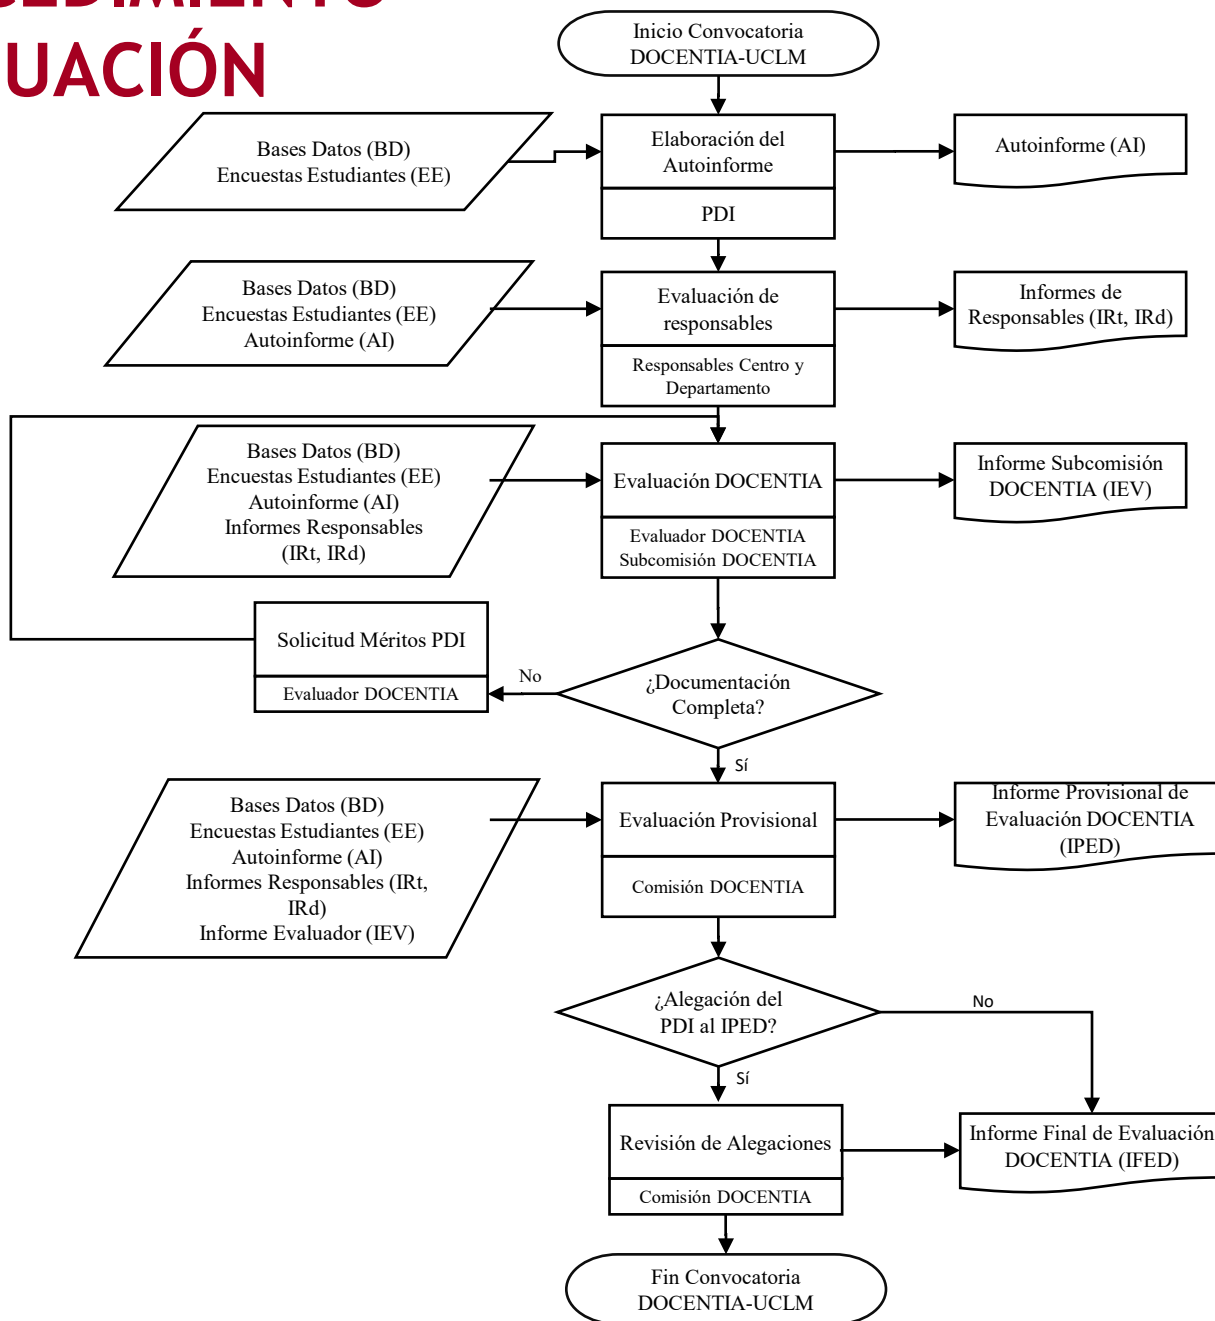 CEDIMIENTO
UACIÓN
Inicio Convocatoria
DOCENTIA-UCLM
Bases Datos (BD)
Encuestas Estudiantes (EE)
Elaboración del
Autoinforme
PDI
Autoinforme (AI)
Bases Datos (BD)
Encuestas Estudiantes (EE)
Autoinforme (AI)
Evaluación de
responsables
Responsables Centro y
Departamento
Informes de
Responsables (IRt, IRd)
Bases Datos (BD)
Encuestas Estudiantes (EE)
Autoinforme (AI)
Informes Responsables
(IRt, IRd)
Evaluación DOCENTIA
Evaluador DOCENTIA
Subcomisión DOCENTIA
Informe Subcomisión
DOCENTIA (IEV)
Solicitud Méritos PDI
Evaluador DOCENTIA
No
¿Documentación
Completa?
Sí
Bases Datos (BD)
Encuestas Estudiantes (EE)
Autoinforme (AI)
Informes Responsables (IRt,
IRd)
Informe Evaluador (IEV)
Evaluación Provisional
Comisión DOCENTIA
Informe Provisional de
Evaluación DOCENTIA
(IPED)
¿Alegación del
PDI al IPED?
No
Sí
Revisión de Alegaciones
Comisión DOCENTIA
Informe Final de Evaluación
DOCENTIA (IFED)
Fin Convocatoria
DOCENTIA-UCLM